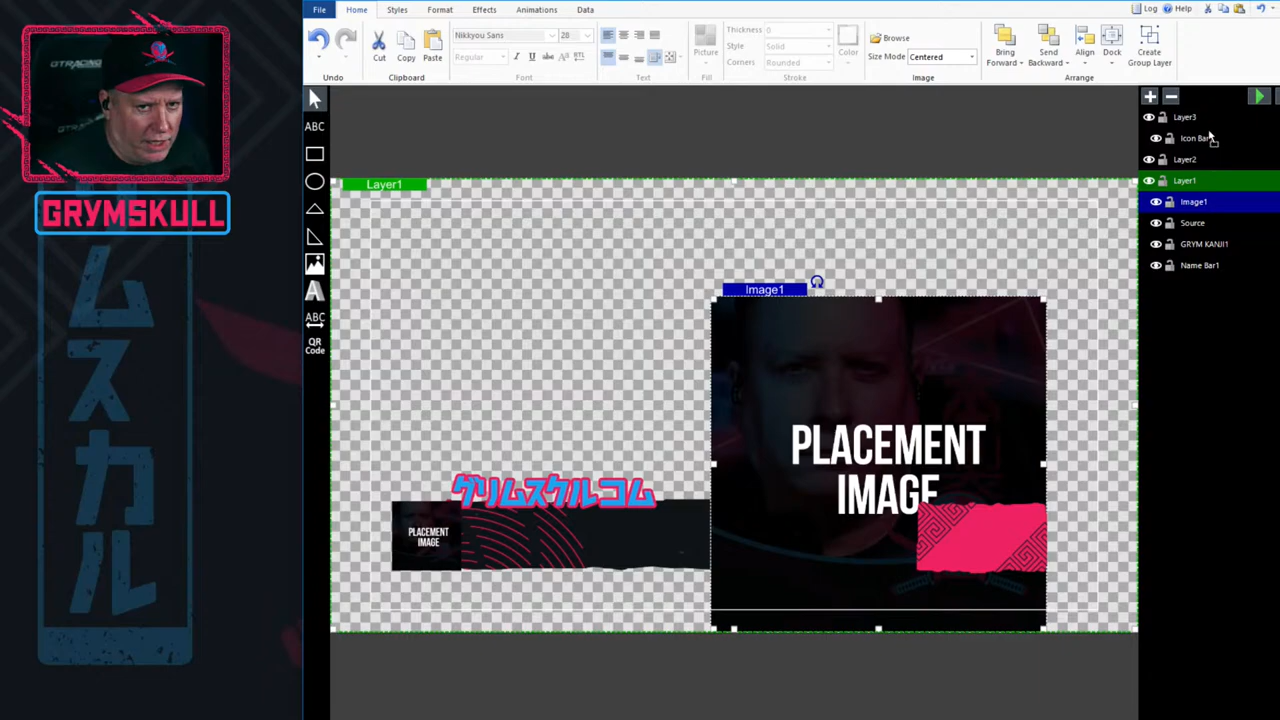 File Home Styles Format Effects Animations Data
Log Help
Undo
Cut
Copy
Paste
Clipboard
Nikkyou Sans 28
Regular
Font
Text
Picture
Fill
Thickness 0
Style Solid
Corners Rounded
Color
Stroke
Browse
Size Mode Centered
Image
Bring
Forward
Send
Backward
Align
Dock
Create
Group Layer
Arrange
GTRACING
GRYMSKULL
ムスカル
ABC
A
ABC
QR
Code
Layer1
Image1
PLACEMENT
IMAGE
グリムスクルコム
PLACEMENT
IMAGE
Layer3
Icon Bar
Layer2
Layer1
Image1
Source
GRYM KANJI1
Name Bar1